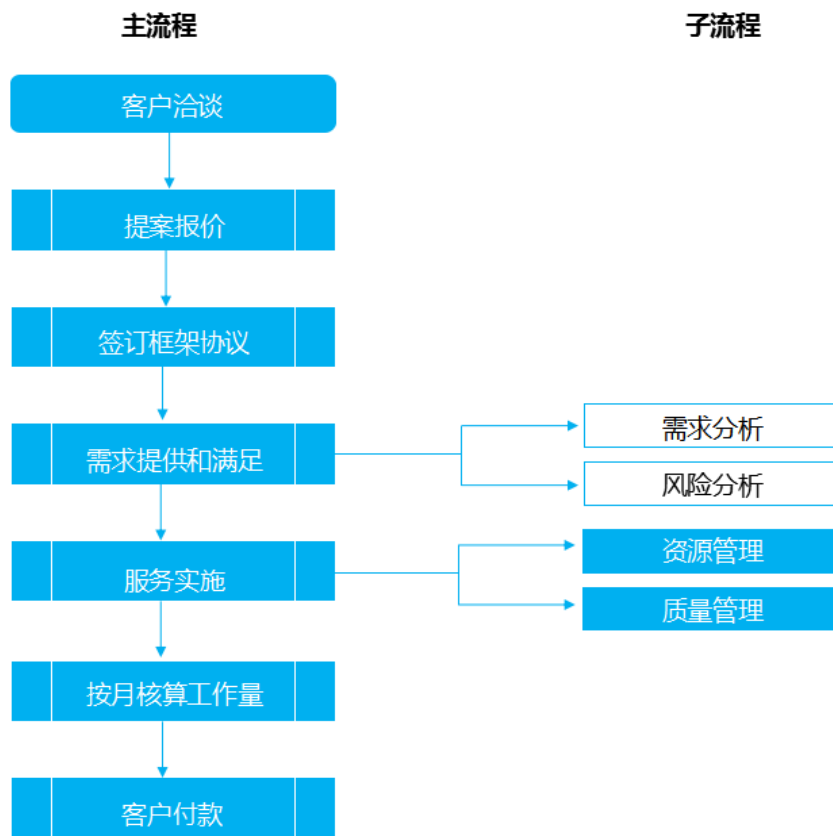 主流程
子流程
客户洽谈
提案报价
签订框架协议
需求提供和满足
需求分析
风险分析
服务实施
资源管理
质量管理
按月核算工作量
客户付款